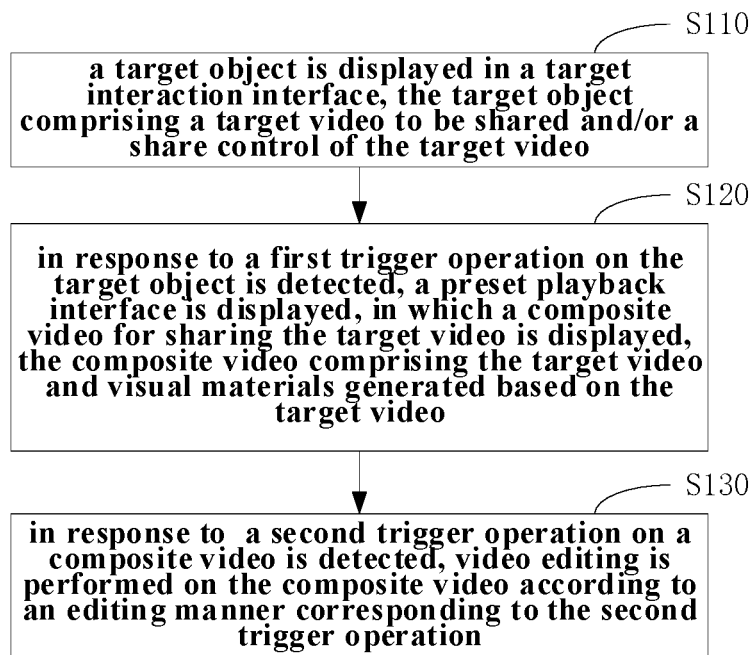 S110
a target object is displayed in a target
interaction interface, the target object
comprising a target video to be shared and/or a
share control of the target video
S120
in response to a first trigger operation on the
target object is detected, a preset playback
interface is displayed, in which a composite
video for sharing the target video is displayed,
the composite video comprising the target video
and visual materials generated based on the
target video
S130
in response to a second trigger operation on a
composite video is detected, video editing is
performed on the composite video according to
an editing manner corresponding to the second
trigger operation